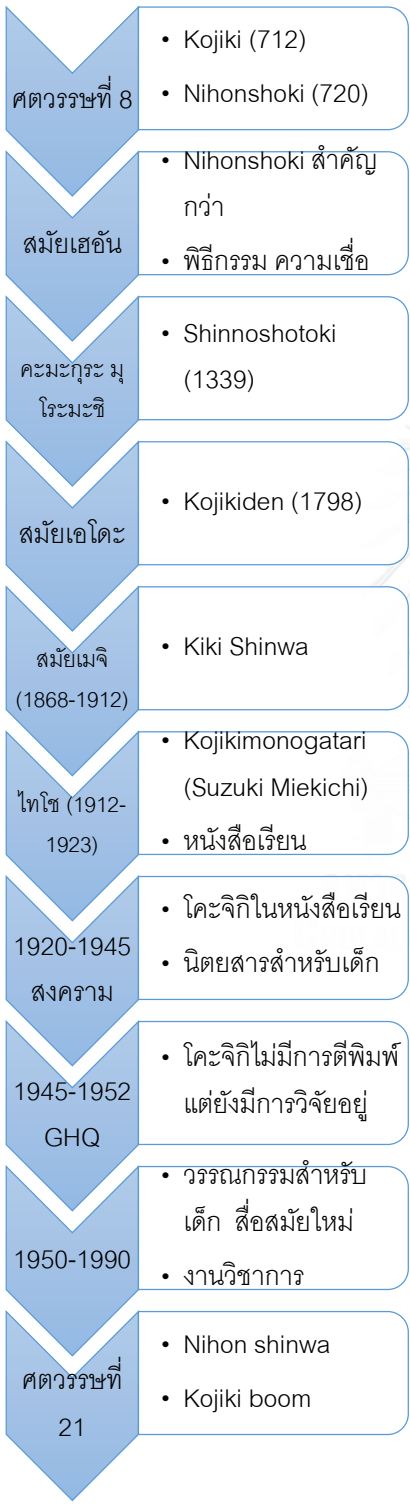 ศตวรรษที่ 8
• Kojiki (712)
• Nihonshoki (720)
สมัยเฮอัน
• Nihonshoki สำคัญ
กว่า
• พิธีกรรม ความเชื่อ
คะมะกุระ มุ
โระมะชิ
• Shinnoshotoki
(1339)
สมัยเอโดะ
• Kojikiden (1798)
สมัยเมจิ
(1868-1912)
• Kiki Shinwa
ไทโช (1912-
1923)
• Kojikimonogatari
(Suzuki Miekichi)
• หนังสือเรียน
1920-1945
สงคราม
• โคะจิกิในหนังสือเรียน
• นิตยสารสำหรับเด็ก
1945-1952
GHQ
• โคะจิกิไม่มีการตีพิมพ์
แต่ยังมีการวิจัยอยู่
1950-1990
• วรรณกรรมสำหรับ
เด็ก สื่อสมัยใหม่
• งานวิชาการ
ศตวรรษที่
21
• Nihon shinwa
• Kojiki boom